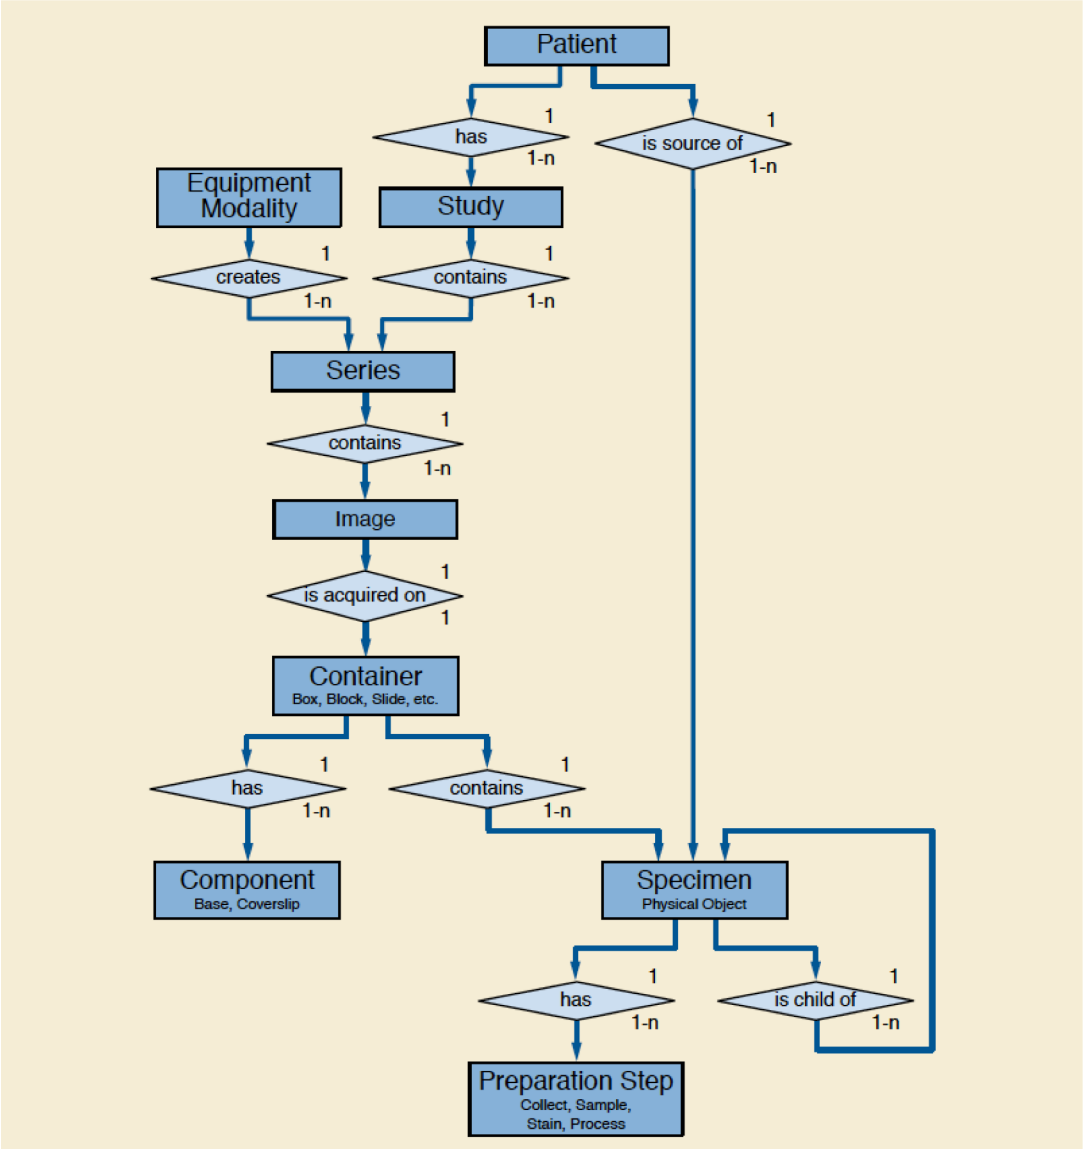 Patient
1
has
1-n
1
is source of
1-n
Equipment
Modality
1
creates
1-n
Study
1
contains
1-n
Series
1
contains
1-n
Image
1
is acquired on
1
Container
Box, Block, Slide, etc.
1
has
1-n
1
contains
1-n
Component
Base, Coverslip
Specimen
Physical Object
1
has
1-n
1
is child of
1-n
Preparation Step
Collect, Sample,
Stain, Process